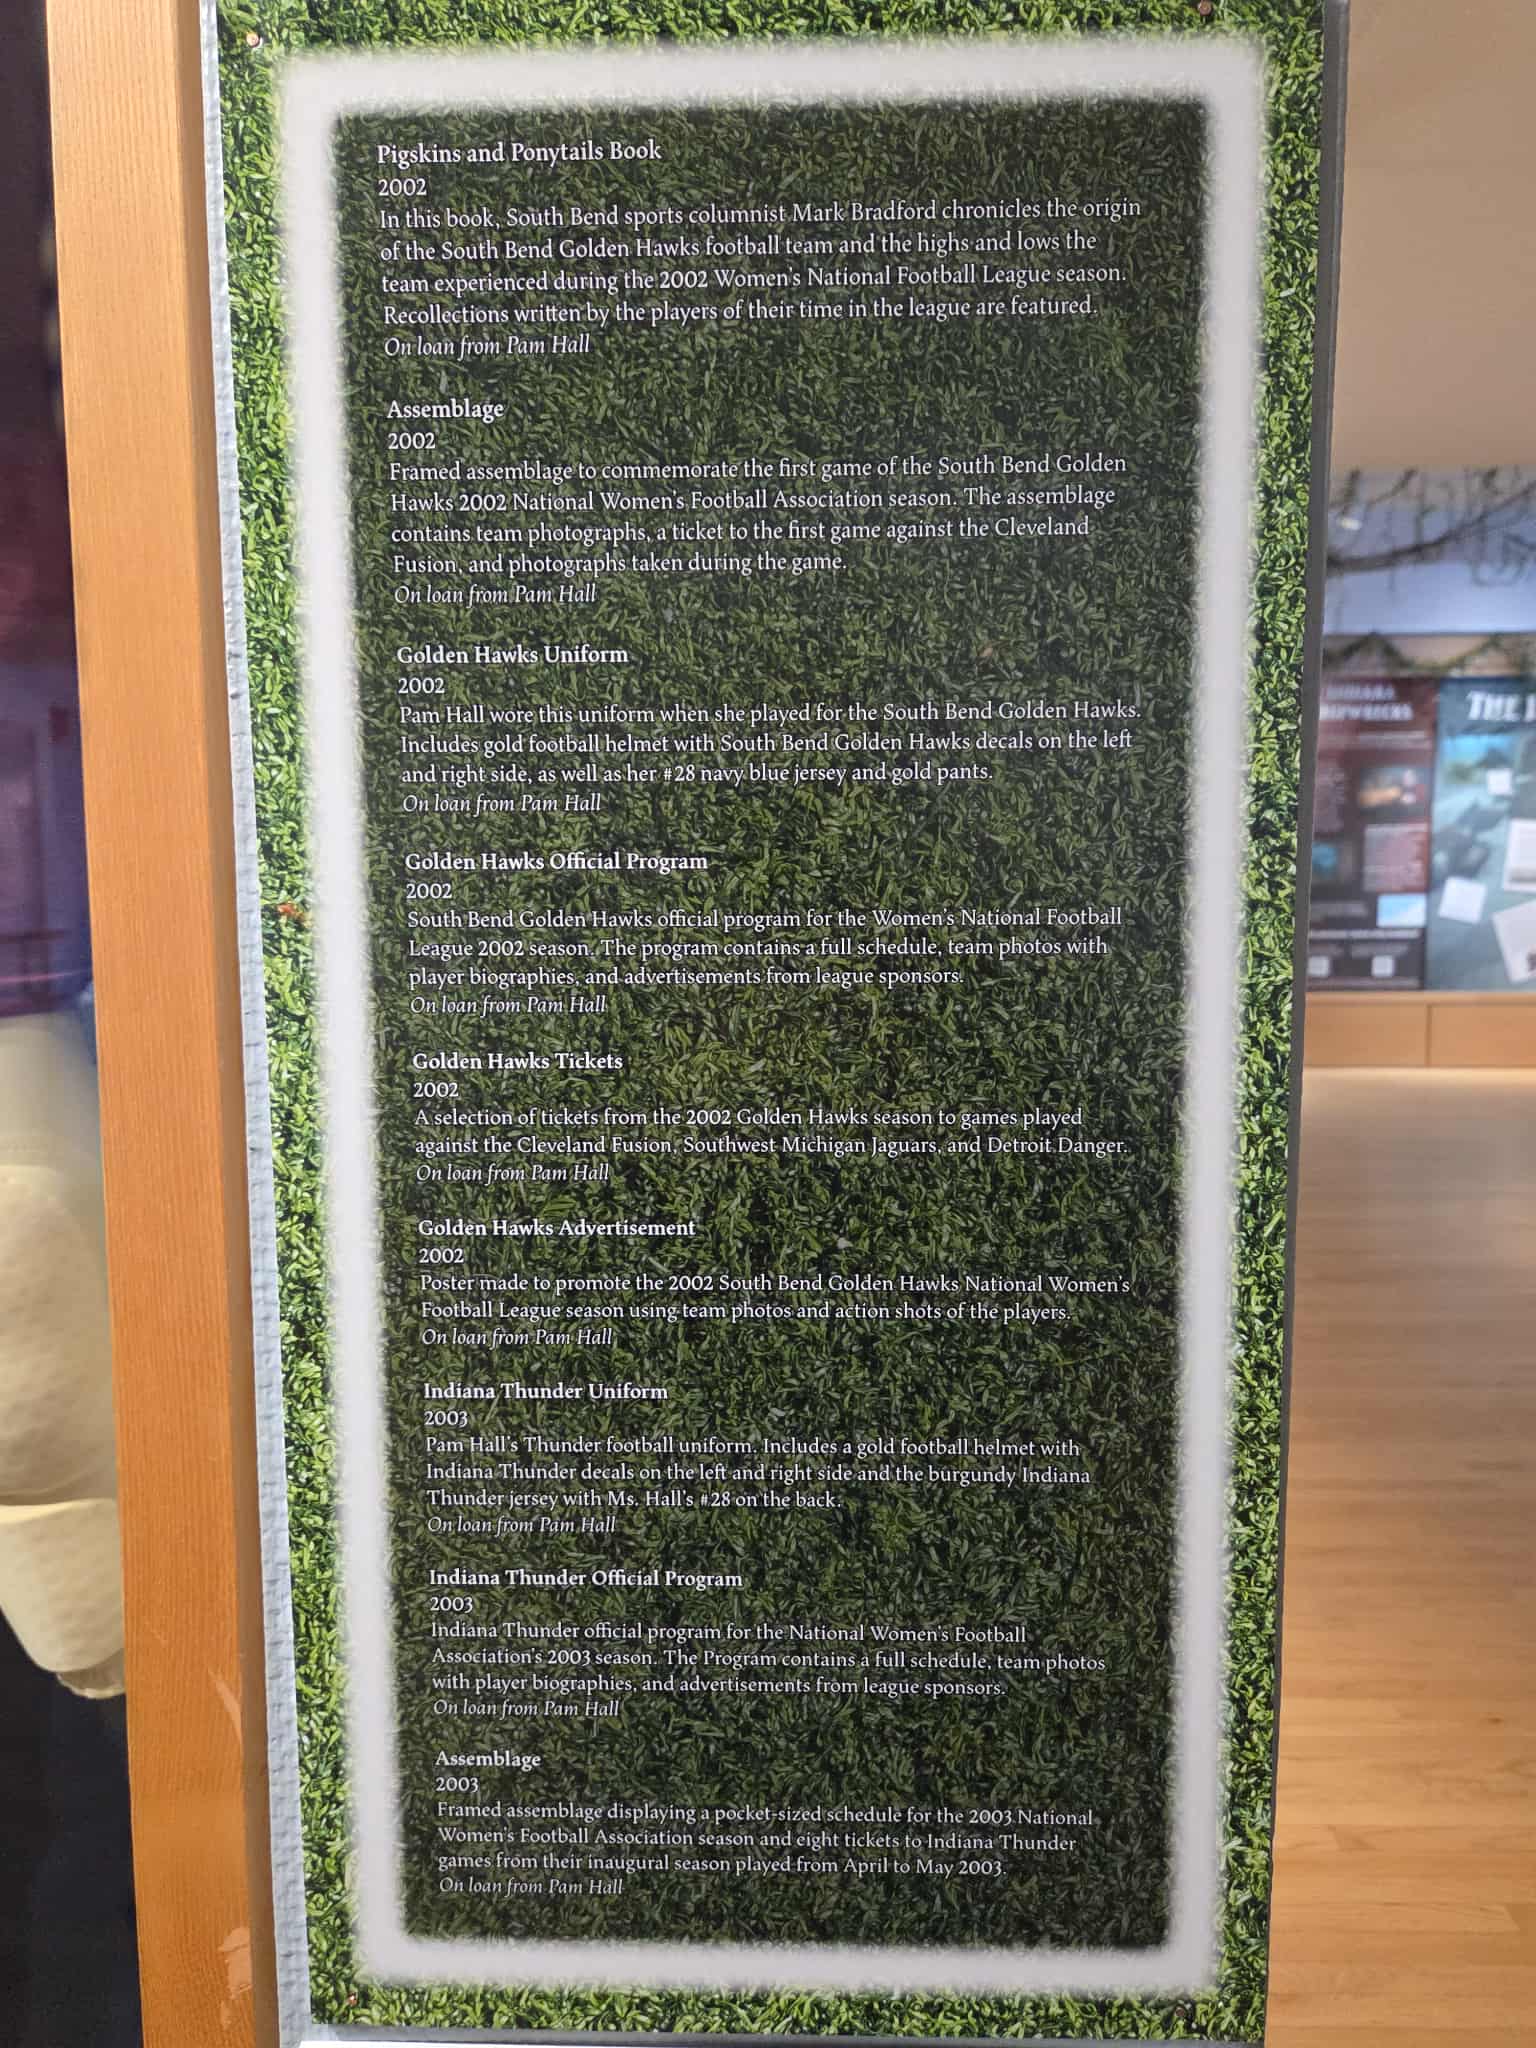 Pigskins and Ponytails Book
2002
In this book, South Bend sports columnist Mark Bradford chronicles the origin
of the South Bend Golden Hawks football team and the highs and lows the
team experienced during the 2002 Women's National Football League season.
Recollections written by the players of their time in the league are featured.
On loan from Pam Hall
Assemblage
2002
Framed assemblage to commemorate the first game of the South Bend Golden
Hawks 2002 National Women's Football Association season. The assemblage
contains team photographs, a ticket to the first game against the Cleveland
Fusion, and photographs taken during the game.
On loan from Pam Hall
Golden Hawks Uniform
2002
Pam Hall wore this uniform when she played for the South Bend Golden Hawks.
Includes gold football helmet with South Bend Golden Hawks decals on the left
and right side, as well as her #28 navy blue jersey and gold pants.
On loan from Pam Hall
Golden Hawks Official Program
2002
South Bend Golden Hawks official program for the Women's National Football
League 2002 season. The program contains a full schedule, team photos with
player biographies, and advertisements from league sponsors.
On loan from Pam Hall
Golden Hawks Tickets
2002
A selection of tickets from the 2002 Golden Hawks season to games played
against the Cleveland Fusion, Southwest Michigan Jaguars, and Detroit Danger.
On loan from Pam Hall
Golden Hawks Advertisement
2002
Poster made to promote the 2002 South Bend Golden Hawks National Women's
Football League season using team photos and action shots of the players.
On loan from Pam Hall
Indiana Thunder Uniform
2003
Pam Hall's Thunder football uniform. Includes a gold football helmet with
Indiana Thunder decals on the left and right side and the burgundy Indiana
Thunder jersey with Ms. Hall's #28 on the back.
On loan from Pam Hall
Indiana Thunder Official Program
2003
Indiana Thunder official program for the National Women's Football
Association's 2003 season. The Program contains a full schedule, team photos
with player biographies, and advertisements from league sponsors.
On loan from Pam Hall
Assemblage
2003
Framed assemblage displaying a pocket-sized schedule for the 2003 National
Women's Football Association season and eight tickets to Indiana Thunder
games from their inaugural season played from April to May 2003.
On loan from Pam Hall
THE